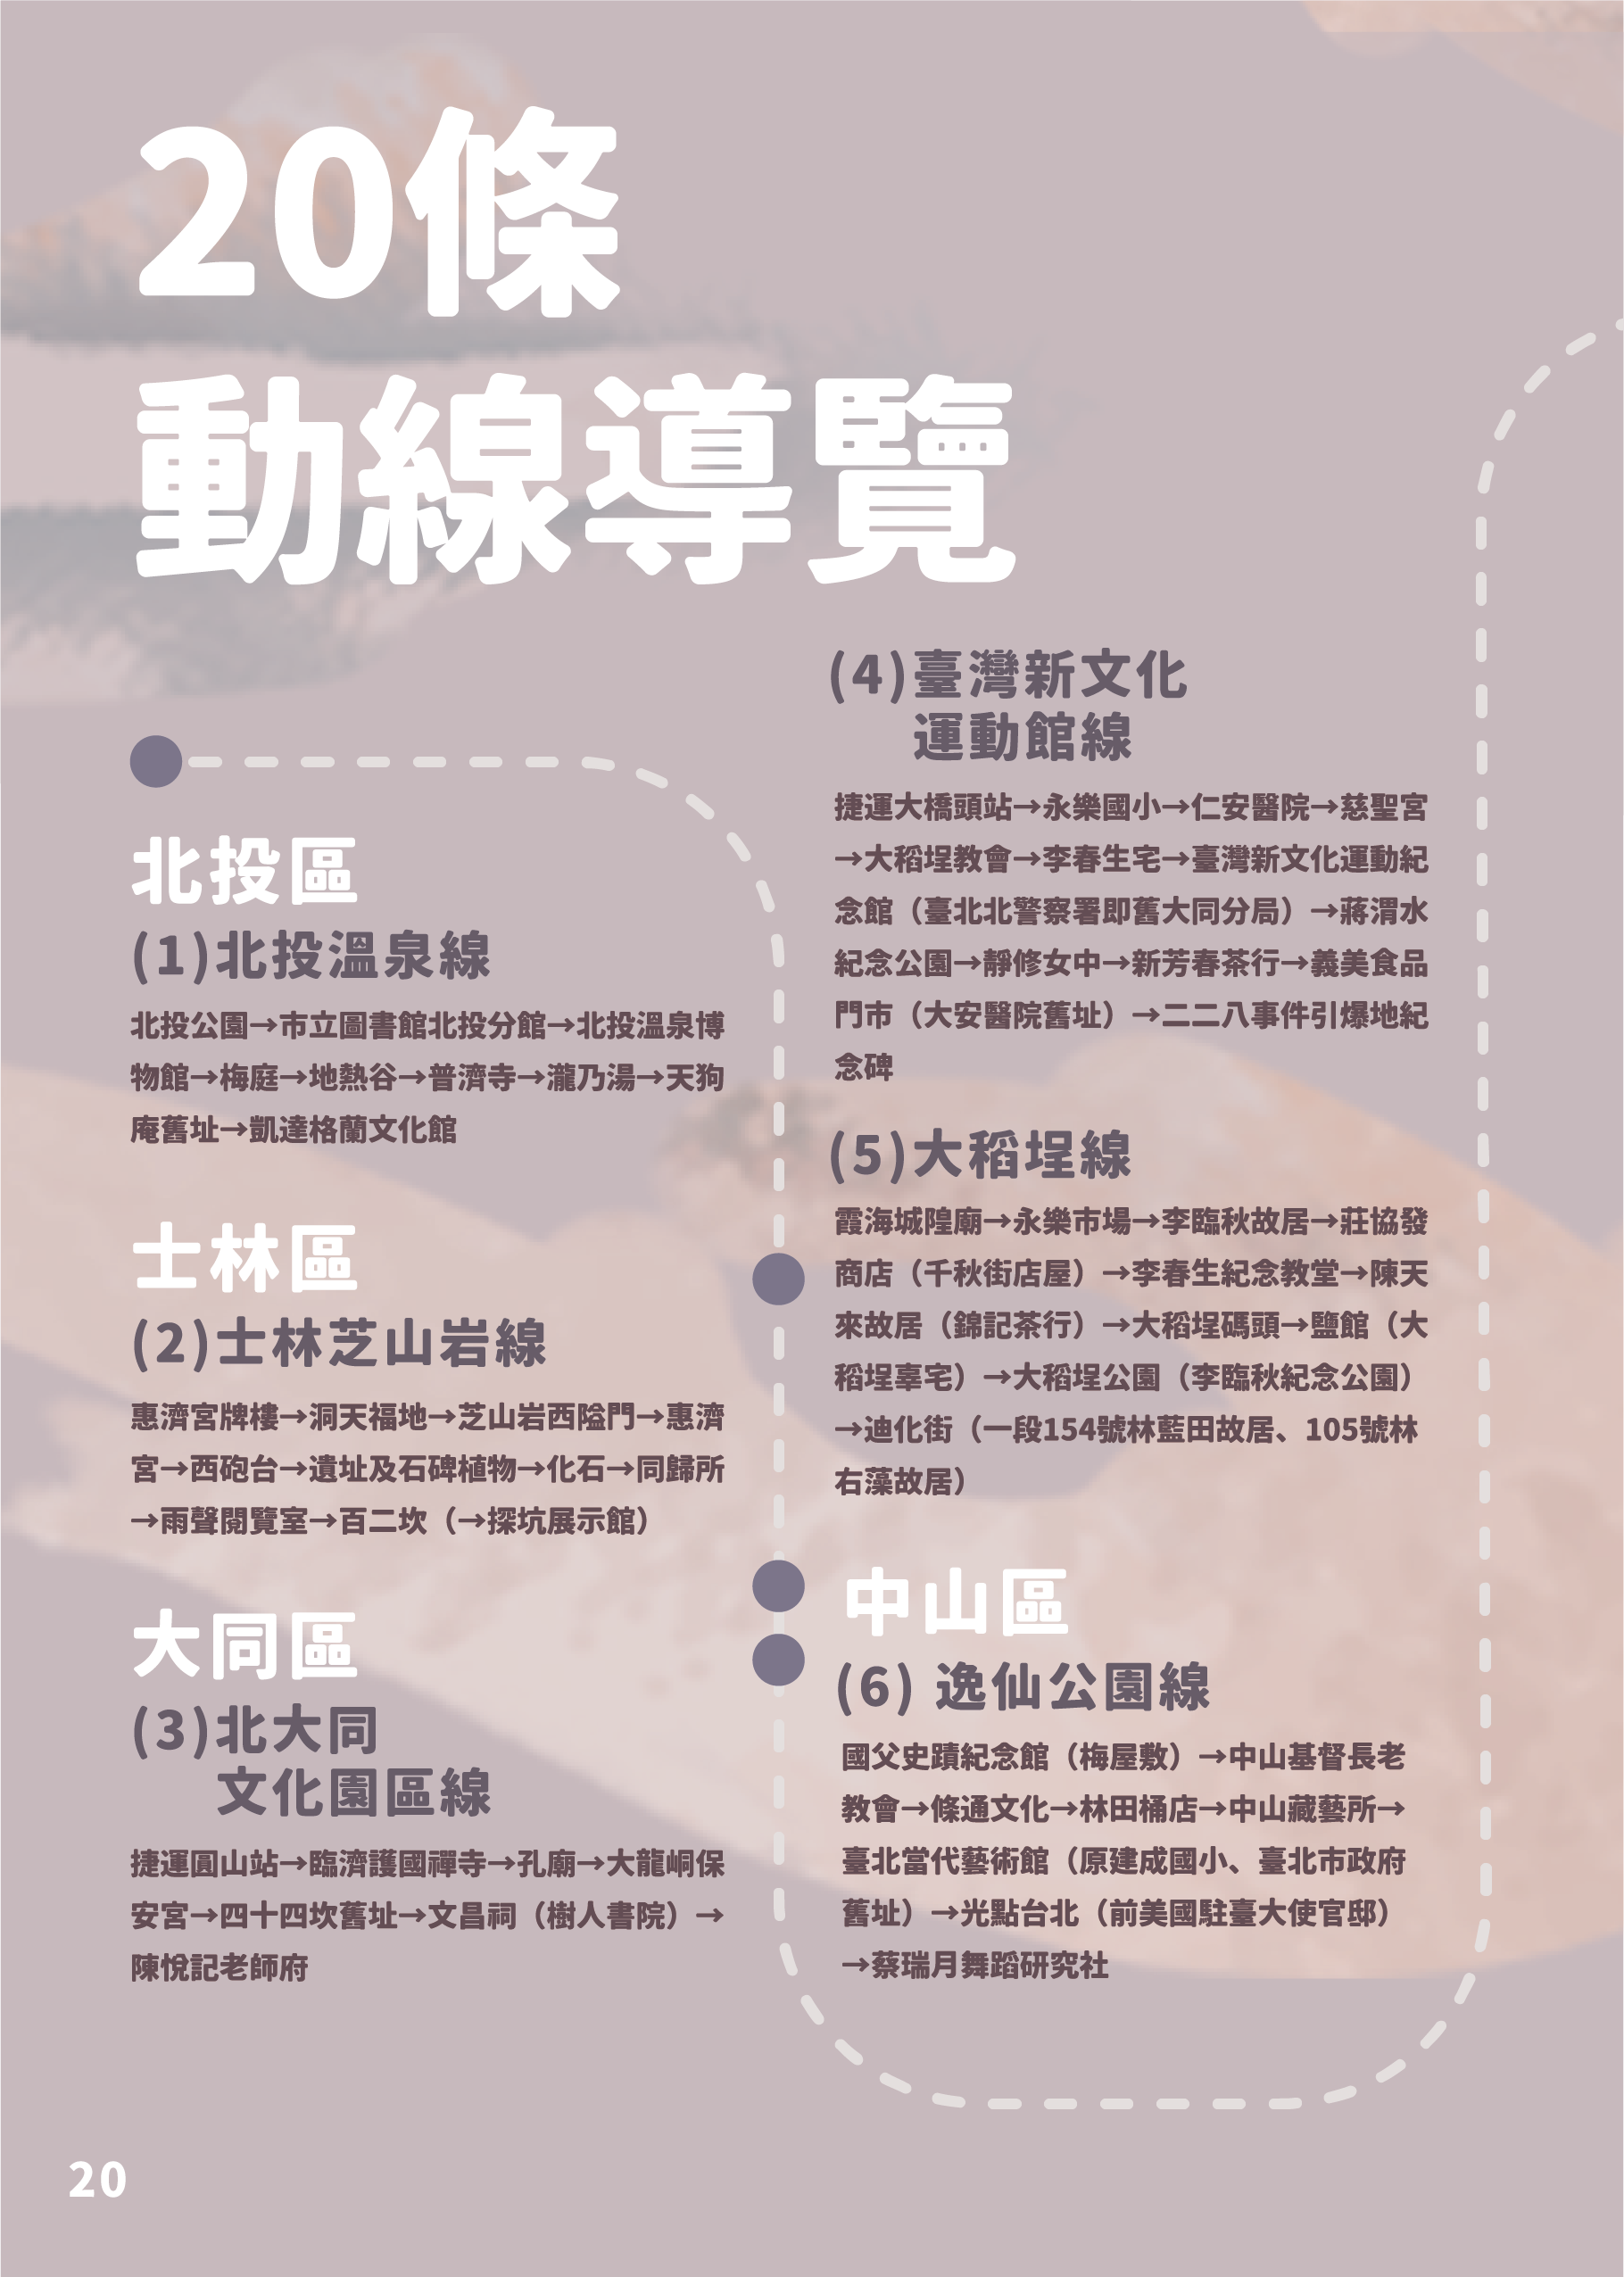 20條
動線導覽
北投區
(1)北投溫泉線
北投公園→市立圖書館北投分館→北投溫泉博
物館→梅庭→地熱谷→普濟寺→瀧乃湯→天狗
庵舊址→凱達格蘭文化館
士林區
(2)士林芝山岩線
惠濟宮牌樓→洞天福地→芝山岩西隘門→惠濟
宮→西砲台→遺址及石碑植物→化石→同歸所
→雨聲閱覽室→百二坎（→探坑展示館）
大同區
(3)北大同
文化園區線
捷運圓山站→臨濟護國禪寺→孔廟→大龍峒保
安宮→四十四坎舊址→文昌祠（樹人書院）→
陳悅記老師府
(4)臺灣新文化
運動館線
捷運大橋頭站→永樂國小→仁安醫院→慈聖宮
→大稻埕教會→李春生宅→臺灣新文化運動紀
念館（臺北北警察署即舊大同分局）→蔣渭水
紀念公園→靜修女中→新芳春茶行→義美食品
門市（大安醫院舊址）→二二八事件引爆地紀
念碑
(5)大稻埕線
霞海城隍廟→永樂市場→李臨秋故居→莊協發
商店（千秋街店屋）→李春生紀念教堂→陳天
來故居（錦記茶行）→大稻埕碼頭→鹽館（大
稻埕辜宅）→大稻埕公園（李臨秋紀念公園）
→迪化街（一段154號林藍田故居、105號林
右藻故居）
中山區
(6) 逸仙公園線
國父史蹟紀念館（梅屋敷）→中山基督長老
教會→條通文化→林田桶店→中山藏藝所→
臺北當代藝術館（原建成國小、臺北市政府
舊址）→光點台北（前美國駐臺大使官邸）
→蔡瑞月舞蹈研究社
20